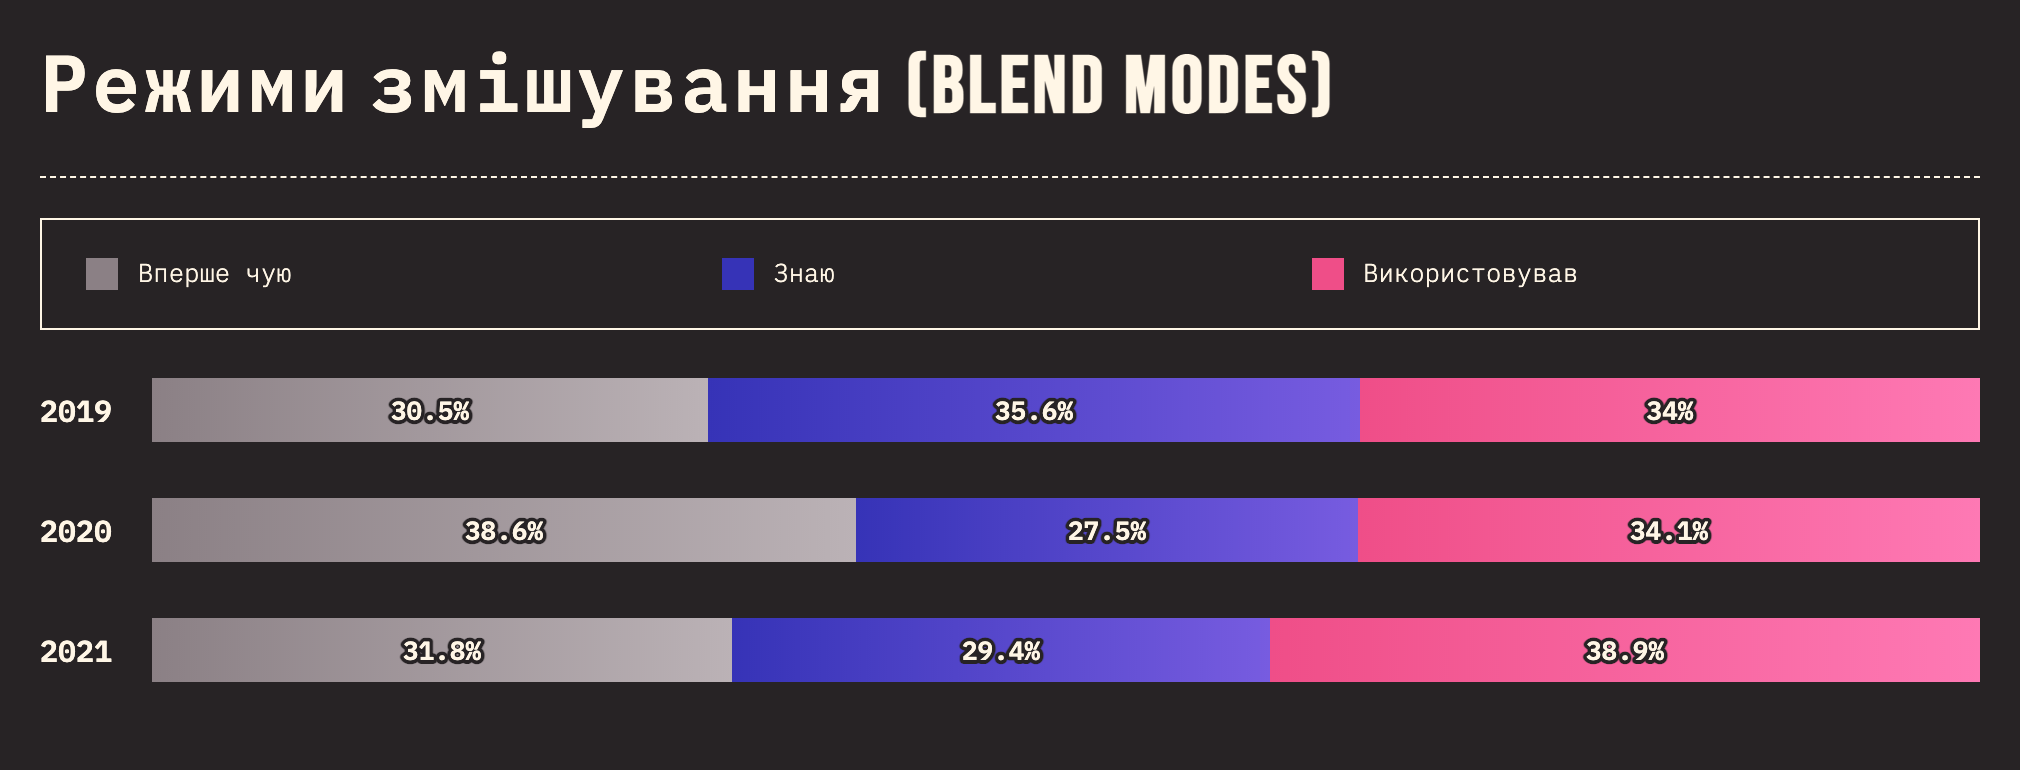 Режими змішування (BLEND MODES)
Вперше чую Знаю Використовував
2019 30.5% 35.6% 34%
2020 38.6% 27.5% 34.1%
2021 31.8% 29.4% 38.9%